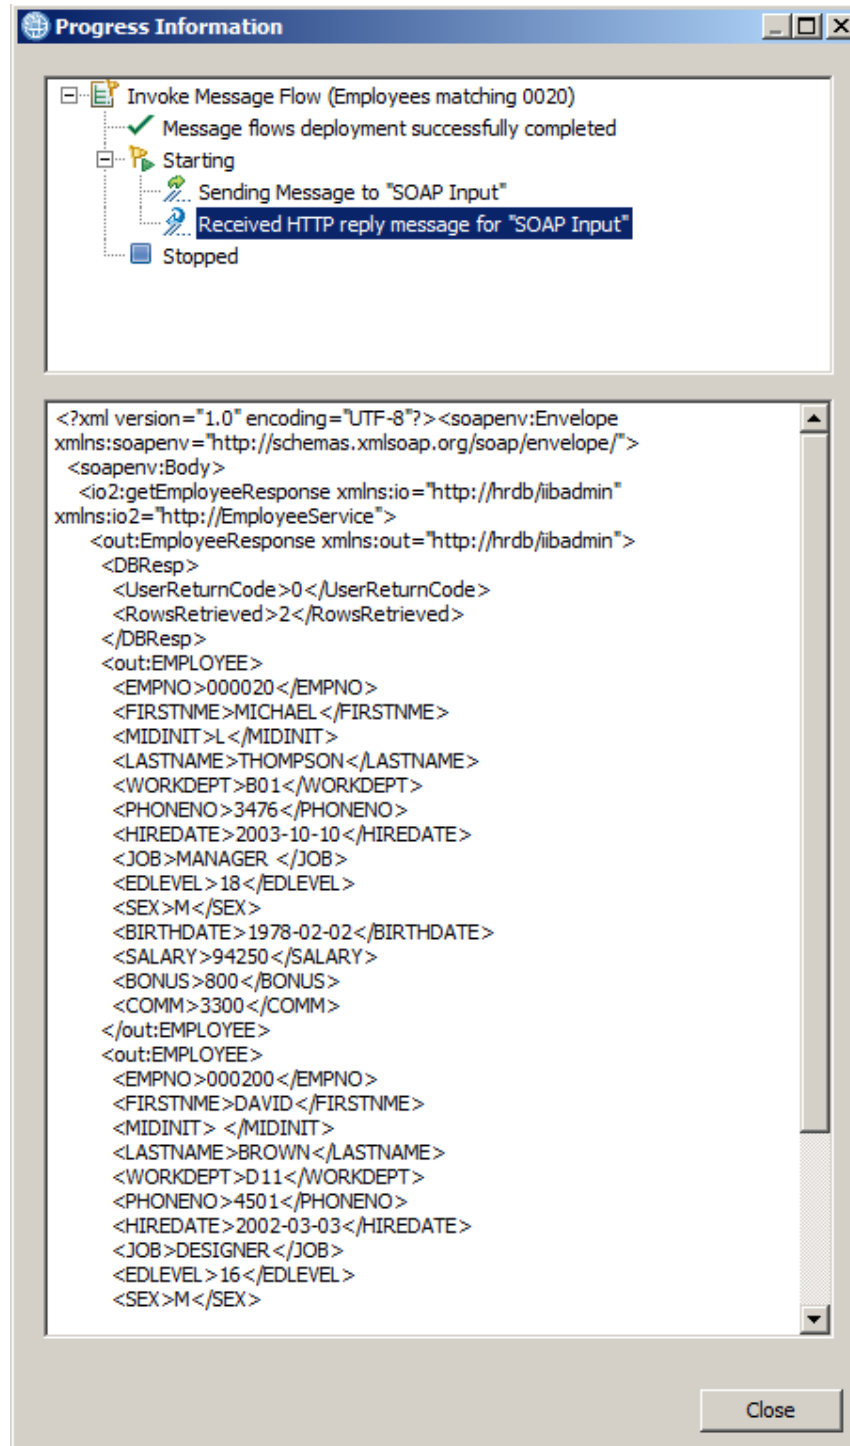 Progress Information
Invoke Message Flow (Employees matching 0020)
Message flows deployment successfully completed
Starting
Sending Message to "SOAP Input"
Received HTTP reply message for "SOAP Input"
Stopped
<?xml version="1.0" encoding="UTF-8"?><soapenv:Envelope
xmlns:soapenv="http://schemas.xmlsoap.org/soap/envelope/">
<soapenv:Body>
<io2:getEmployeeResponse xmlns:io="http://hrdb/iibadmin"
xmlns:io2="http://EmployeeService">
<out:EmployeeResponse xmlns:out="http://hrdb/iibadmin">
<DBResp>
<UserReturnCode>0</UserReturnCode>
<RowsRetrieved>2</RowsRetrieved>
</DBResp>
<out:EMPLOYEE>
<EMPNO>000020</EMPNO>
<FIRSTNME>MICHAEL</FIRSTNME>
<MIDINIT>L</MIDINIT>
<LASTNAME>THOMPSON</LASTNAME>
<WORKDEPT>B01</WORKDEPT>
<PHONENO>3476</PHONENO>
<HIREDATE>2003-10-10</HIREDATE>
<JOB>MANAGER </JOB>
<EDLEVEL>18</EDLEVEL>
<SEX>M</SEX>
<BIRTHDATE>1978-02-02</BIRTHDATE>
<SALARY>94250</SALARY>
<BONUS>800</BONUS>
<COMM>3300</COMM>
</out:EMPLOYEE>
<out:EMPLOYEE>
<EMPNO>000200</EMPNO>
<FIRSTNME>DAVID</FIRSTNME>
<MIDINIT> </MIDINIT>
<LASTNAME>BROWN</LASTNAME>
<WORKDEPT>D11</WORKDEPT>
<PHONENO>4501</PHONENO>
<HIREDATE>2002-03-03</HIREDATE>
<JOB>DESIGNER</JOB>
<EDLEVEL>16</EDLEVEL>
<SEX>M</SEX>
Close